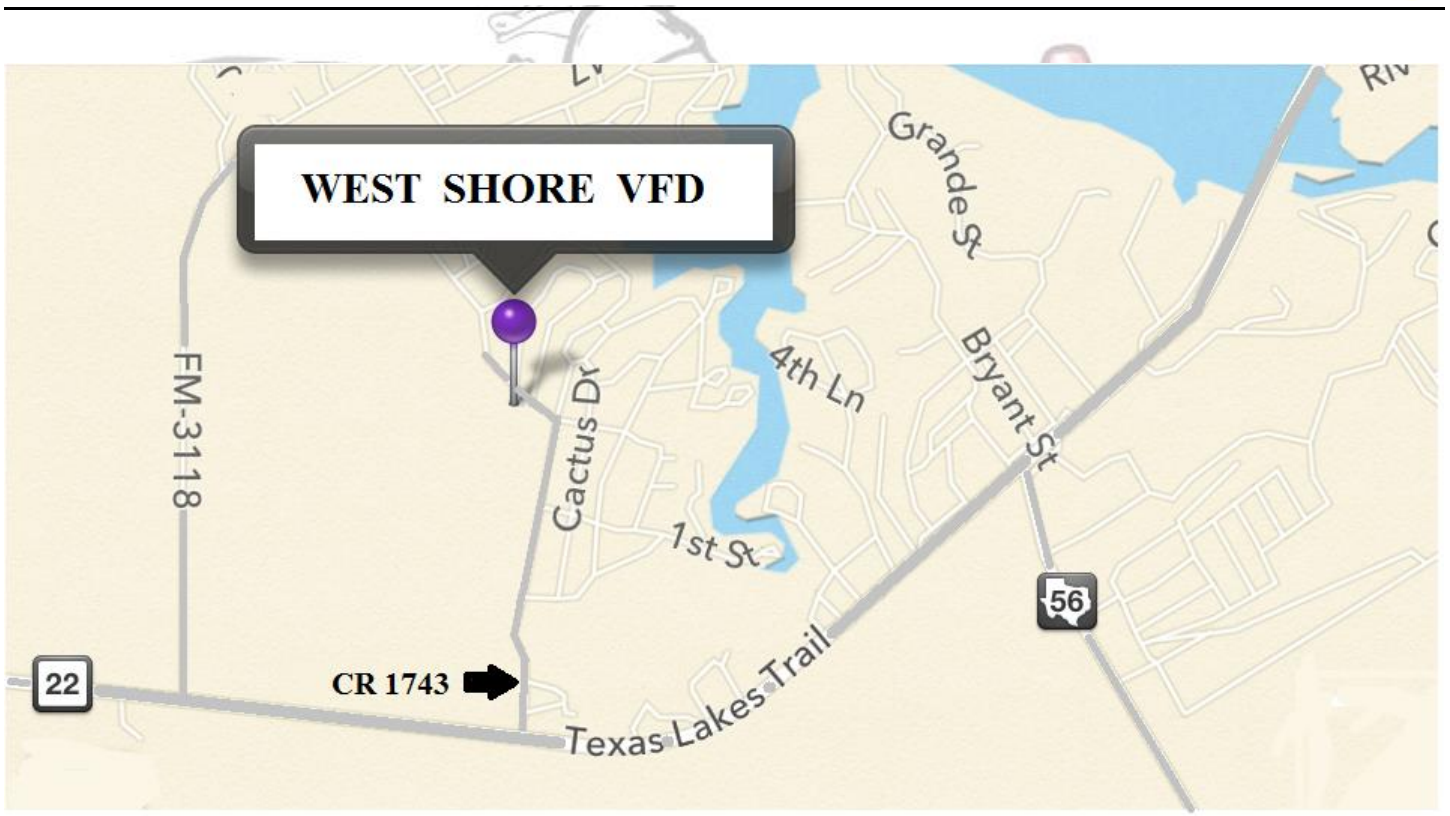 WEST SHORE VFD
Grande St
4th Ln
Bryant St
FM-3118
Cactus Dr
1st St
56
22
CR 1743
Texas Lakes Trail